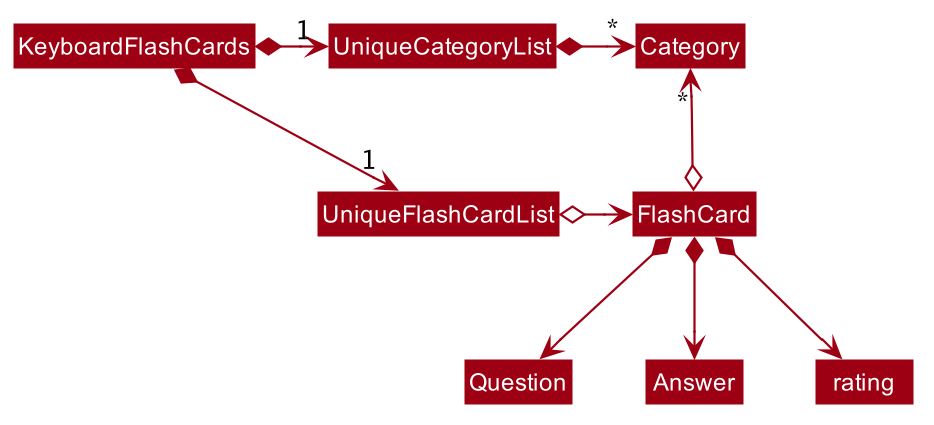 KeyboardFlashCards
1
UniqueCategoryList
*
Category
*
1
UniqueFlashCardList
FlashCard
Question
Answer
rating